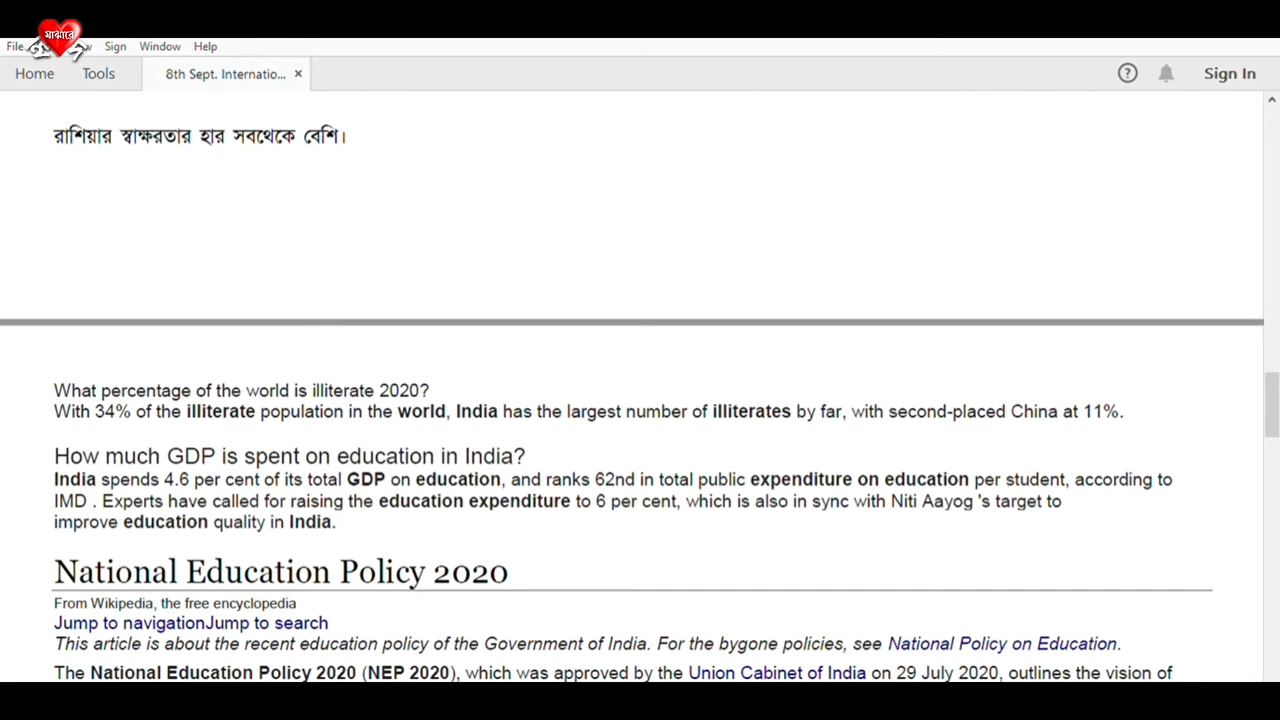 মাঝারে
File
Sign
Window
Help
Home
Tools
8th Sept. Internatio...
Sign In
রাশিয়ার স্বাক্ষরতার হার সবথেকে বেশি।
What percentage of the world is illiterate 2020?
With 34% of the illiterate population in the world, India has the largest number of illiterates by far, with second-placed China at 11%.
How much GDP is spent on education in India?
India spends 4.6 per cent of its total GDP on education, and ranks 62nd in total public expenditure on education per student, according to
IMD . Experts have called for raising the education expenditure to 6 per cent, which is also in sync with Niti Aayog 's target to
improve education quality in India.
National Education Policy 2020
From Wikipedia, the free encyclopedia
Jump to navigationJump to search
This article is about the recent education policy of the Government of India. For the bygone policies, see National Policy on Education.
The National Education Policy 2020 (NEP 2020), which was approved by the Union Cabinet of India on 29 July 2020, outlines the vision of